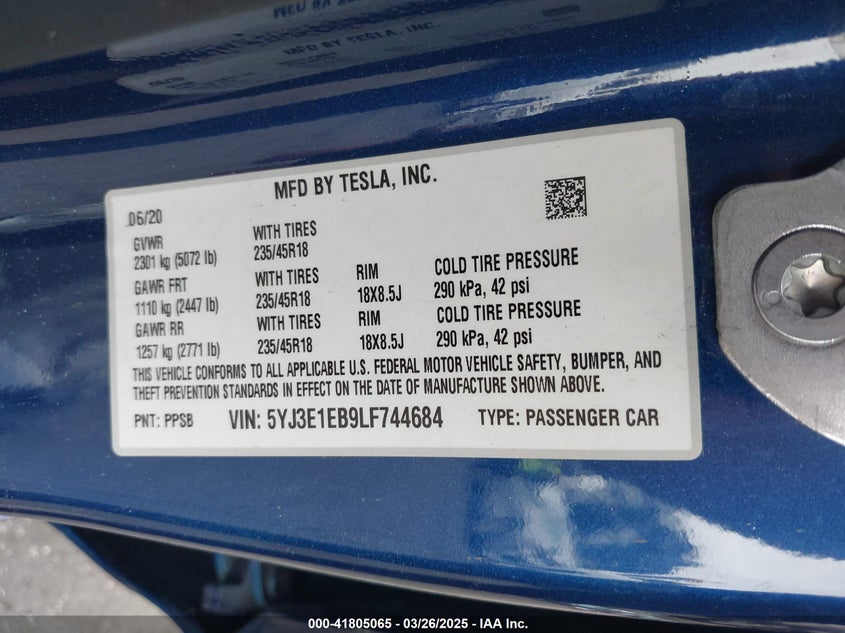 MFD BY TESLA, INC.
MFD BY TESLA, INC.
06/20
GVWR WITH TIRES
2301 kg (5072 lb) 235/45R18
GAWR FRT WITH TIRES RIM COLD TIRE PRESSURE
1110 kg (2447 lb) 235/45R18 18X8.5J 290 kPa, 42 psi
GAWR RR WITH TIRES RIM COLD TIRE PRESSURE
1257 kg (2771 lb) 235/45R18 18X8.5J 290 kPa, 42 psi
THIS VEHICLE CONFORMS TO ALL APPLICABLE U.S. FEDERAL MOTOR VEHICLE SAFETY, BUMPER, AND
THEFT PREVENTION STANDARDS IN EFFECT ON THE DATE OF MANUFACTURE SHOWN ABOVE.
PNT: PPSB VIN: 5YJ3E1EB9LF744684 TYPE: PASSENGER CAR
000-41805065 - 03/26/2025 - IAA Inc.